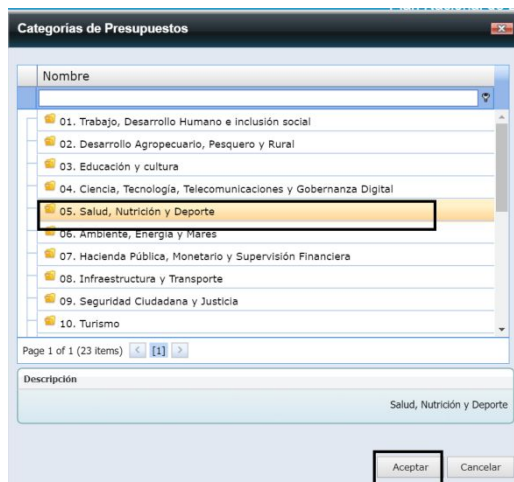 Categorías de Presupuestos
Nombre
01. Trabajo, Desarrollo Humano e inclusión social
02. Desarrollo Agropecuario, Pesquero y Rural
03. Educación y cultura
04. Ciencia, Tecnología, Telecomunicaciones y Gobernanza Digital
05. Salud, Nutrición y Deporte
06. Ambiente, Energía y Mares
07. Hacienda Pública, Monetario y Supervisión Financiera
08. Infraestructura y Transporte
09. Seguridad Ciudadana y Justicia
10. Turismo
Page 1 of 1 (23 items) < [1] >
Descripción
Salud, Nutrición y Deporte
Aceptar Cancelar